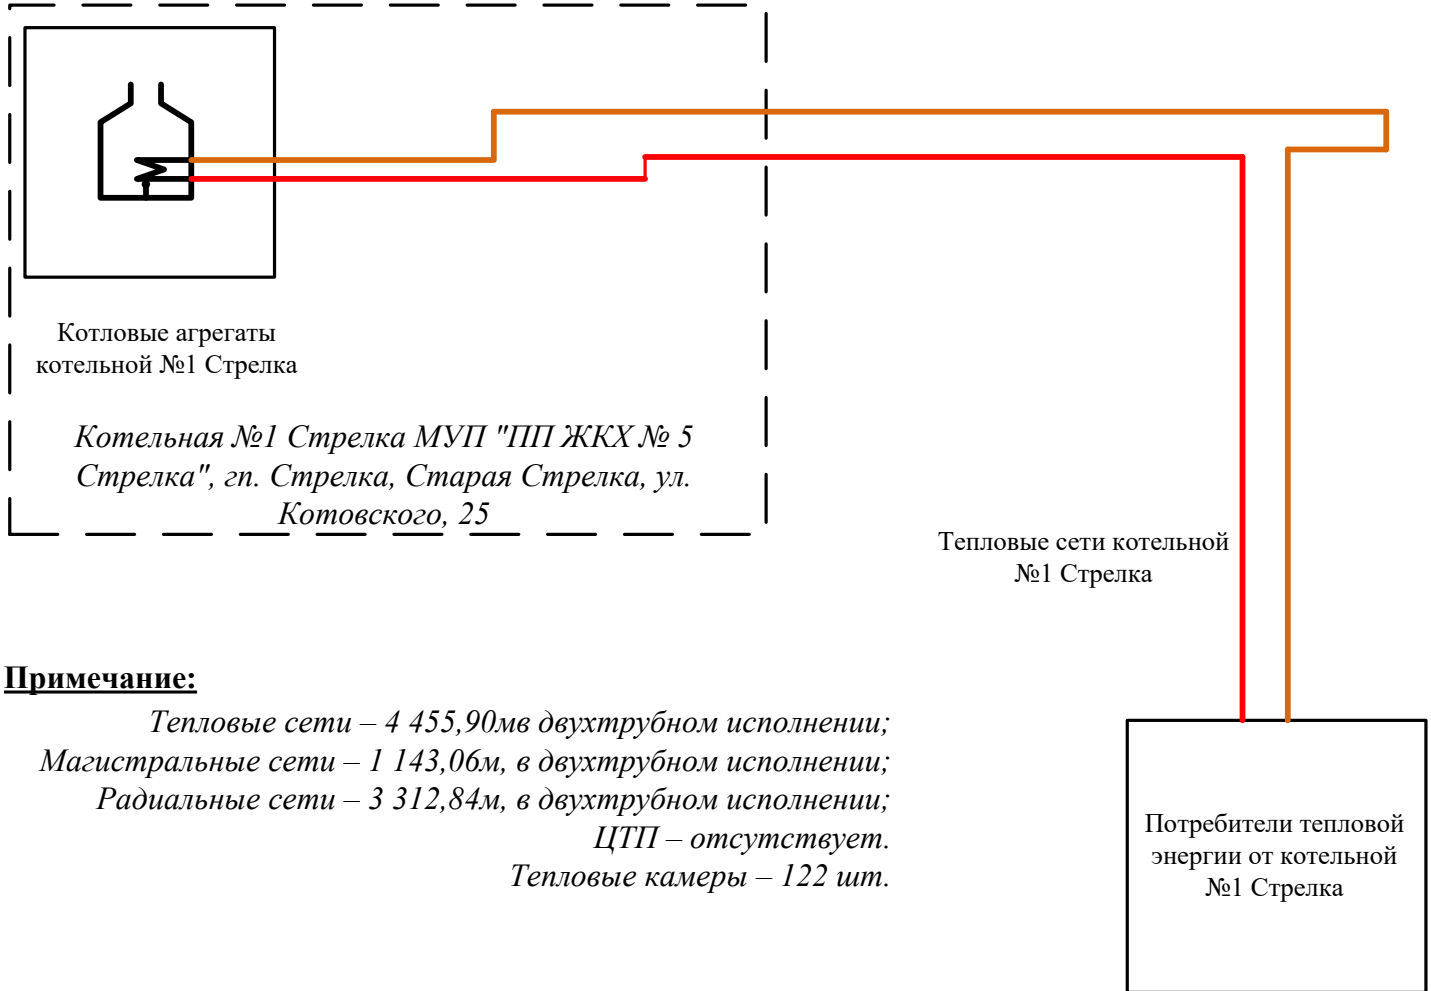 Котловые агрегаты
котельной №1 Стрелка
Котельная №1 Стрелка МУП "ПП ЖКХ № 5
Стрелка", гп. Стрелка, Старая Стрелка, ул.
Котовского, 25
Тепловые сети котельной
№1 Стрелка
Примечание:
Тепловые сети – 4 455,90мв двухтрубном исполнении;
Магистральные сети – 1 143,06м, в двухтрубном исполнении;
Радиальные сети – 3 312,84м, в двухтрубном исполнении;
ЦТП – отсутствует.
Тепловые камеры – 122 шт.
Потребители тепловой
энергии от котельной
№1 Стрелка